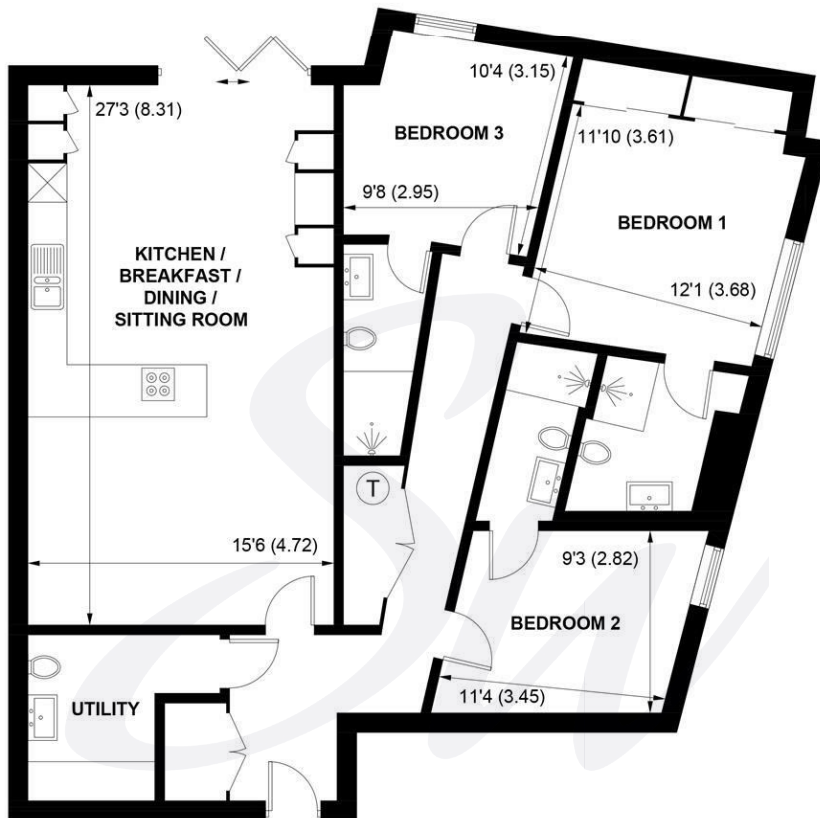 27'3 (8.31)
10'4 (3.15)
BEDROOM 3
9'8 (2.95)
11'10 (3.61)
BEDROOM 1
12'1 (3.68)
KITCHEN /
BREAKFAST /
DINING /
SITTING ROOM
T
15'6 (4.72)
9'3 (2.82)
BEDROOM 2
11'4 (3.45)
UTILITY
Sw